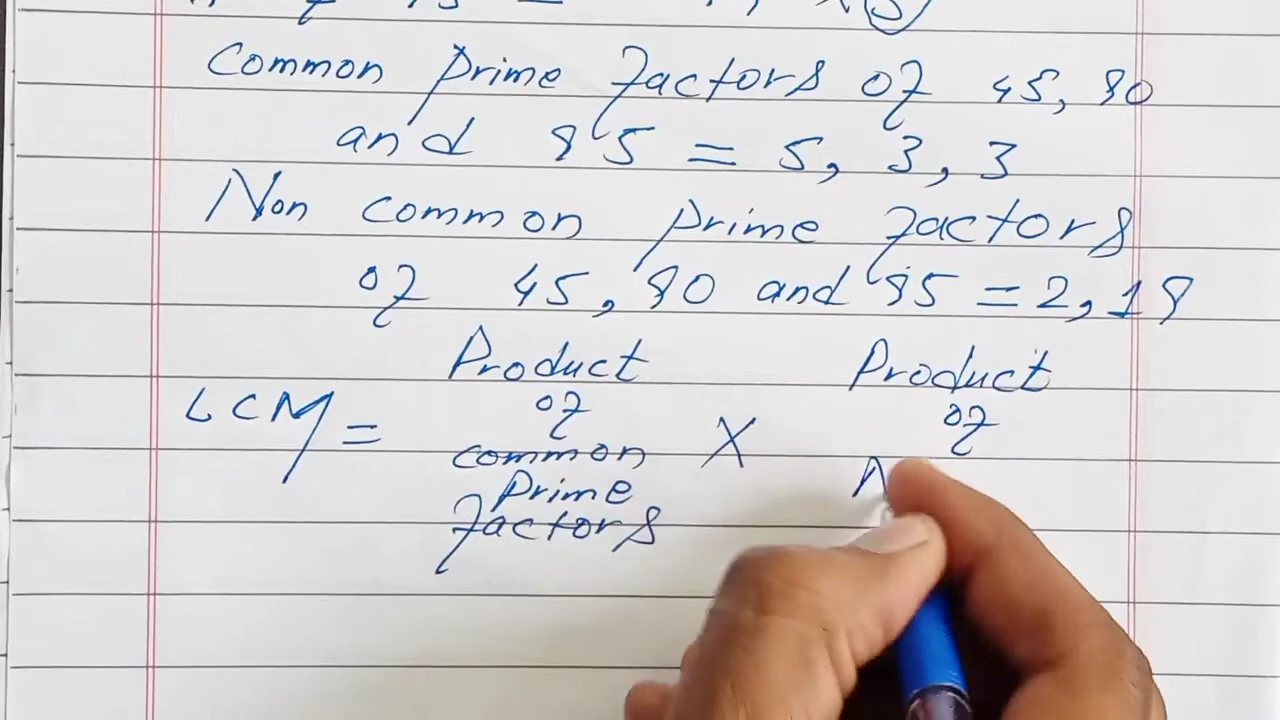 Common prime factors of 45, 90
and 95 = 5, 3, 3
Non common prime factors
of 45, 90 and 95 = 2, 19
LCM =
Product
of
common
prime
factors
X
Product
of